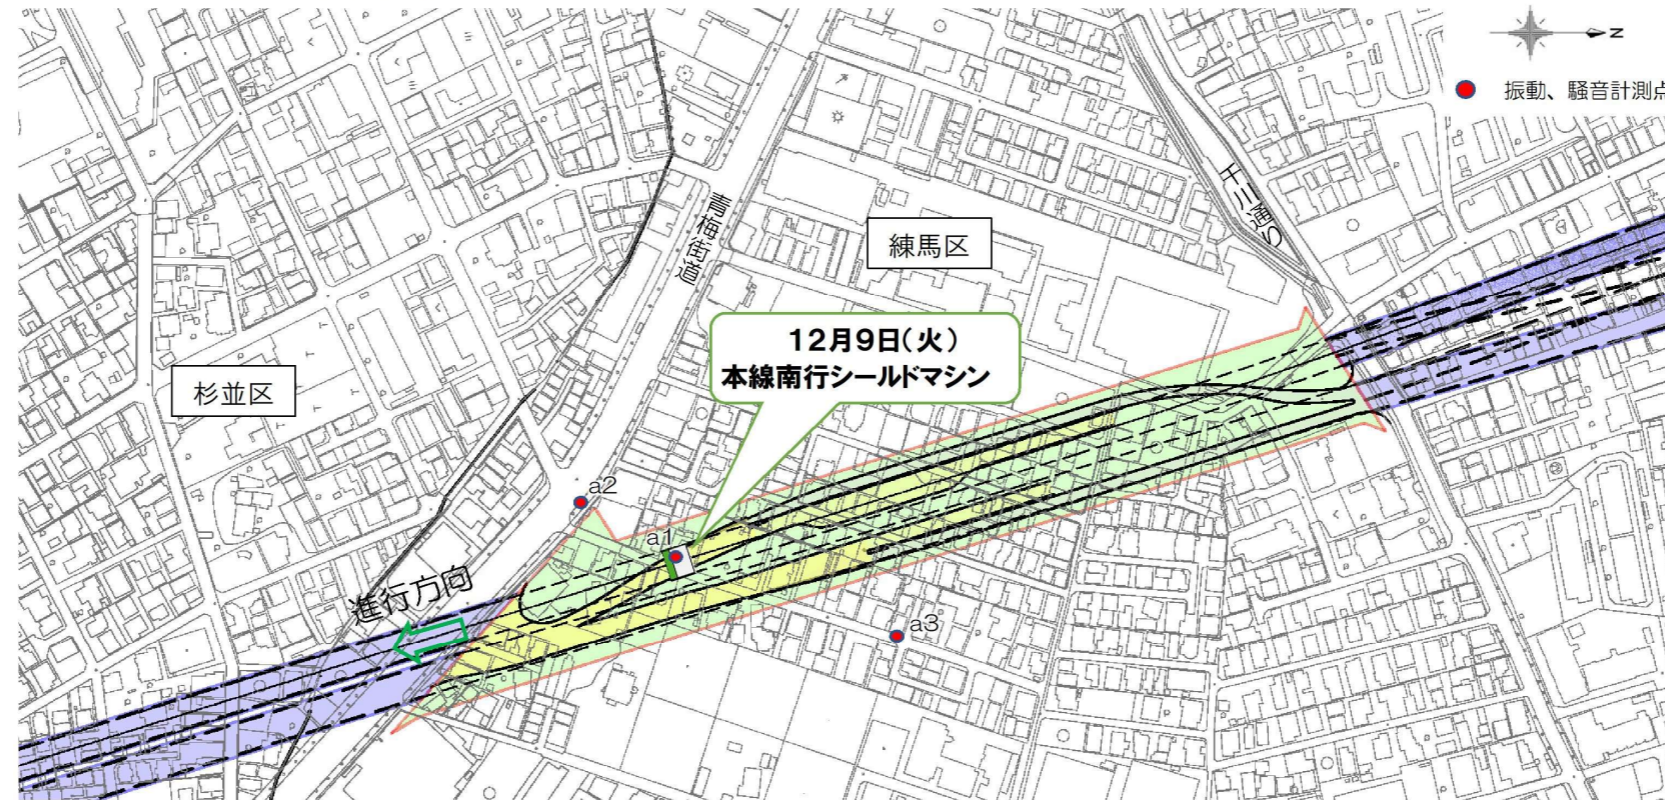 N
振動、騒音計測点
千川通り
青梅街道
練馬区
12月9日(火)
本線南行シールドマシン
杉並区
a2
a1
進行方向
a3